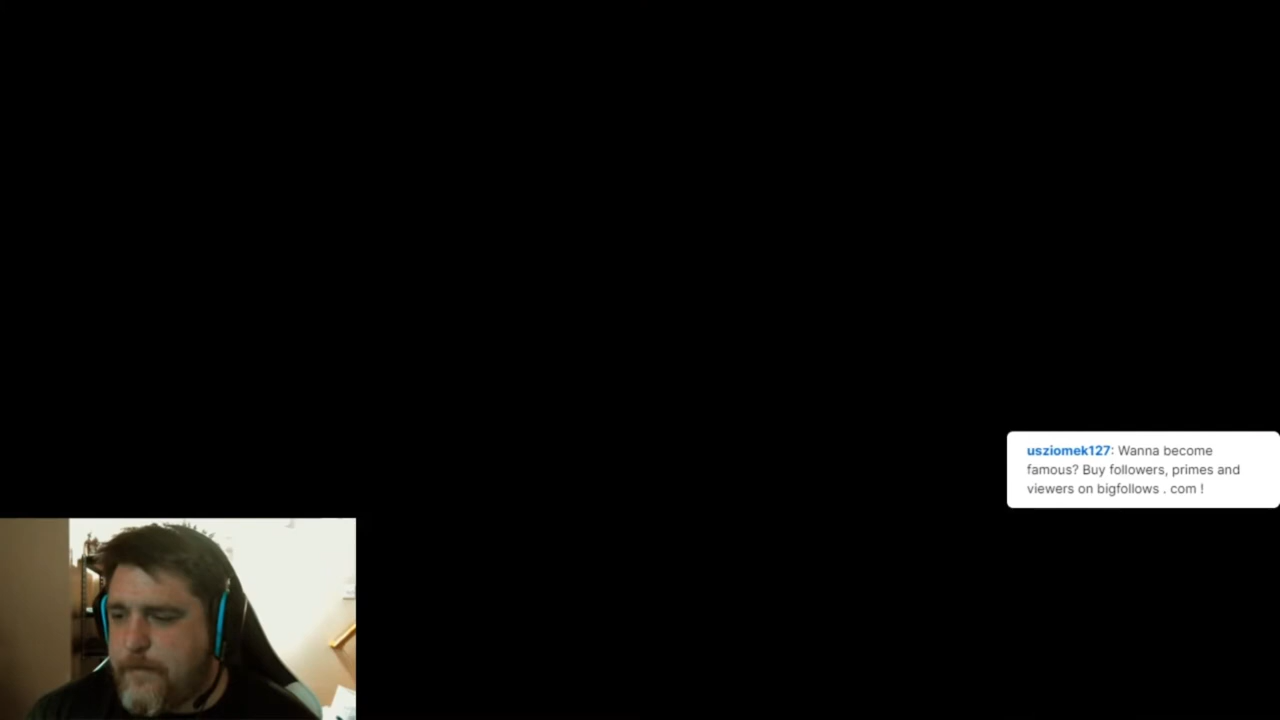 usziomek127: Wanna become
famous? Buy followers, primes and
viewers on bigfollows . com !